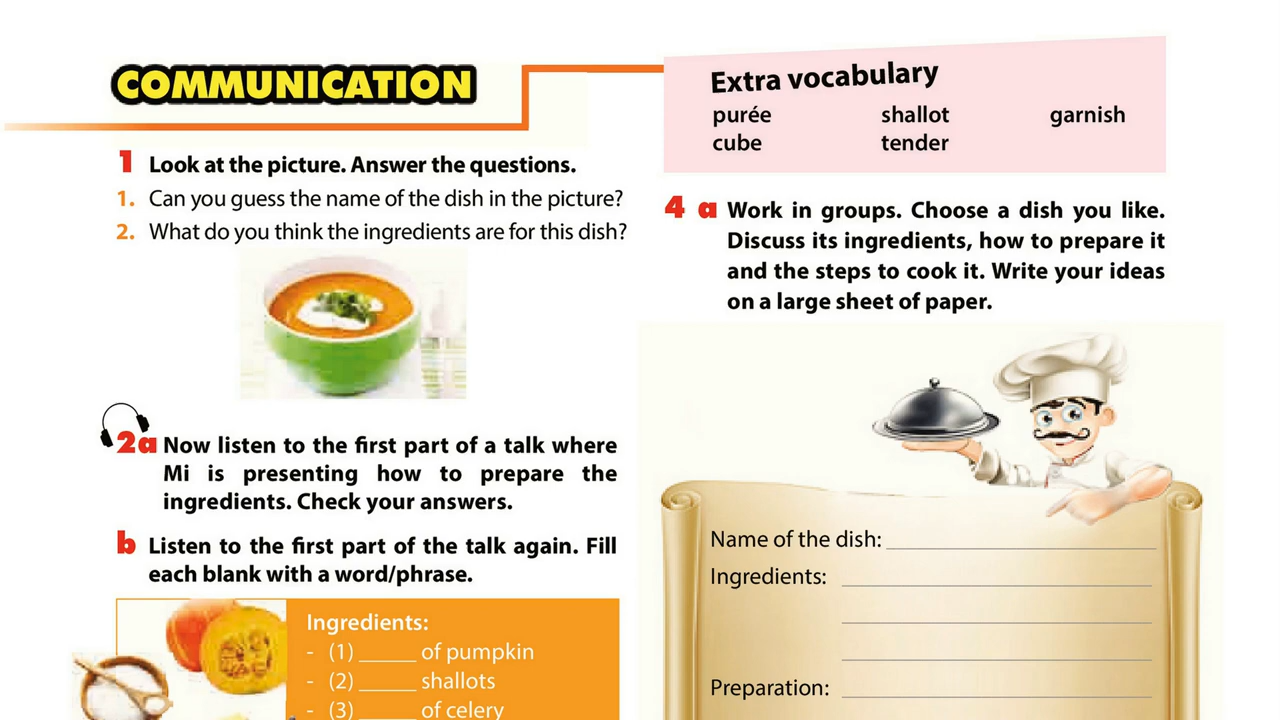 COMMUNICATION
1 Look at the picture. Answer the questions.
1. Can you guess the name of the dish in the picture?
2. What do you think the ingredients are for this dish?
2a Now listen to the first part of a talk where
Mi is presenting how to prepare the
ingredients. Check your answers.
b Listen to the first part of the talk again. Fill
each blank with a word/phrase.
Ingredients:
- (1) _____ of pumpkin
- (2) _____ shallots
- (3) _____ of celery
Extra vocabulary
purée shallot garnish
cube tender
4 a Work in groups. Choose a dish you like.
Discuss its ingredients, how to prepare it
and the steps to cook it. Write your ideas
on a large sheet of paper.
Name of the dish:
Ingredients:
Preparation: